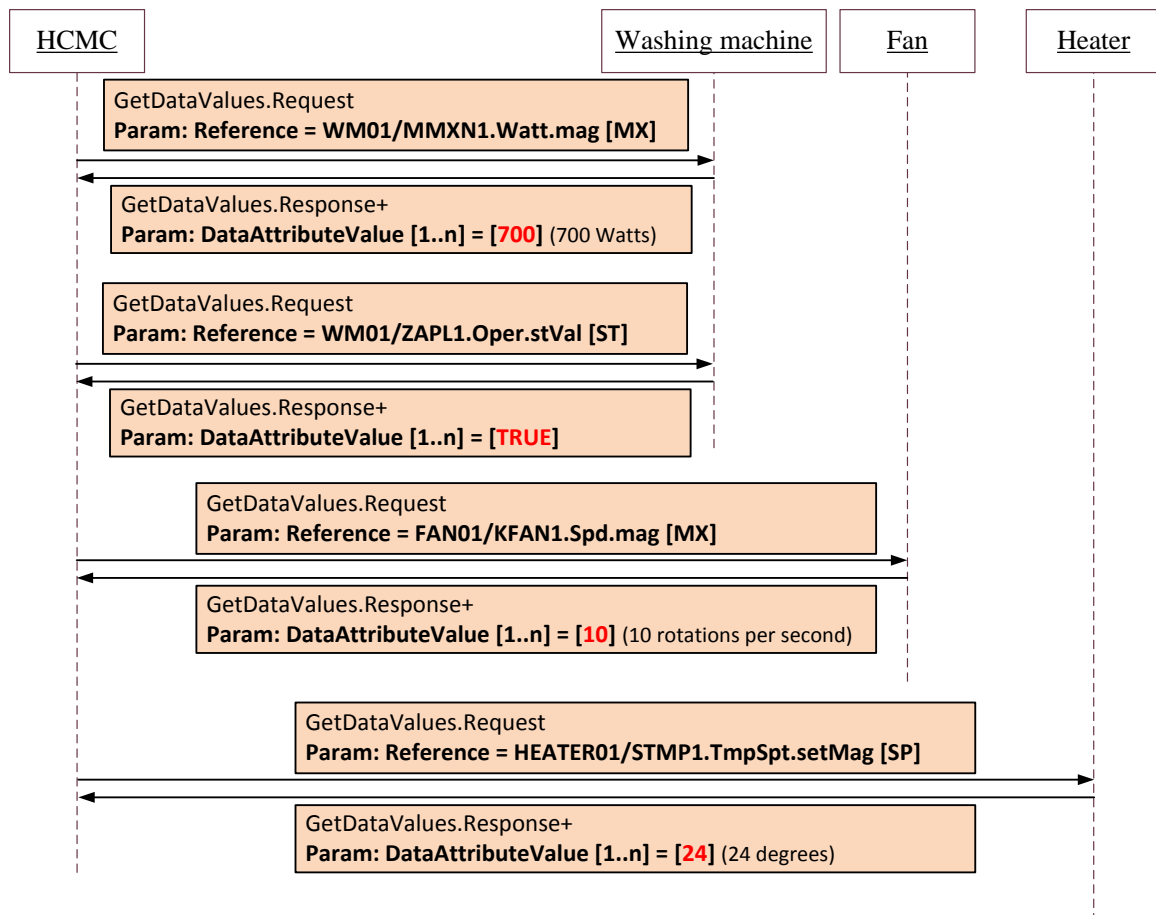 HCMC
Washing machine
Fan
Heater
GetDataValues.Request
Param: Reference = WM01/MMXN1.Watt.mag [MX]
GetDataValues.Response+
Param: DataAttributeValue [1..n] = [700] (700 Watts)
GetDataValues.Request
Param: Reference = WM01/ZAPL1.Oper.stVal [ST]
GetDataValues.Response+
Param: DataAttributeValue [1..n] = [TRUE]
GetDataValues.Request
Param: Reference = FAN01/KFAN1.Spd.mag [MX]
GetDataValues.Response+
Param: DataAttributeValue [1..n] = [10] (10 rotations per second)
GetDataValues.Request
Param: Reference = HEATER01/STMP1.TmpSpt.setMag [SP]
GetDataValues.Response+
Param: DataAttributeValue [1..n] = [24] (24 degrees)